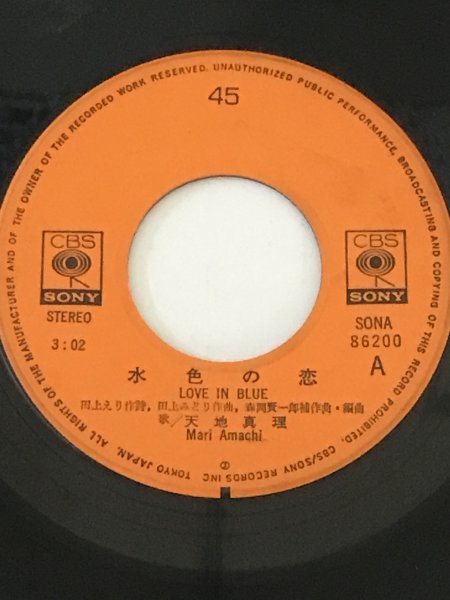 ALL RIGHTS OF THE MANUFACTURER AND OF THE OWNER OF THE RECORDED WORK RESERVED. UNAUTHORIZED PUBLIC PERFORMANCE, BROADCASTING AND COPYING OF THIS RECORD PROHIBITED. CBS/SONY RECORDS INC. TOKYO JAPAN.
45
CBS
SONY
CBS
SONY
STEREO
SONA
86200
3:02
A
水色の恋
LOVE IN BLUE
田上えり作詩,田上みどり作曲,森岡賢一郎補作曲・編曲
歌/天地真理
Mari Amachi